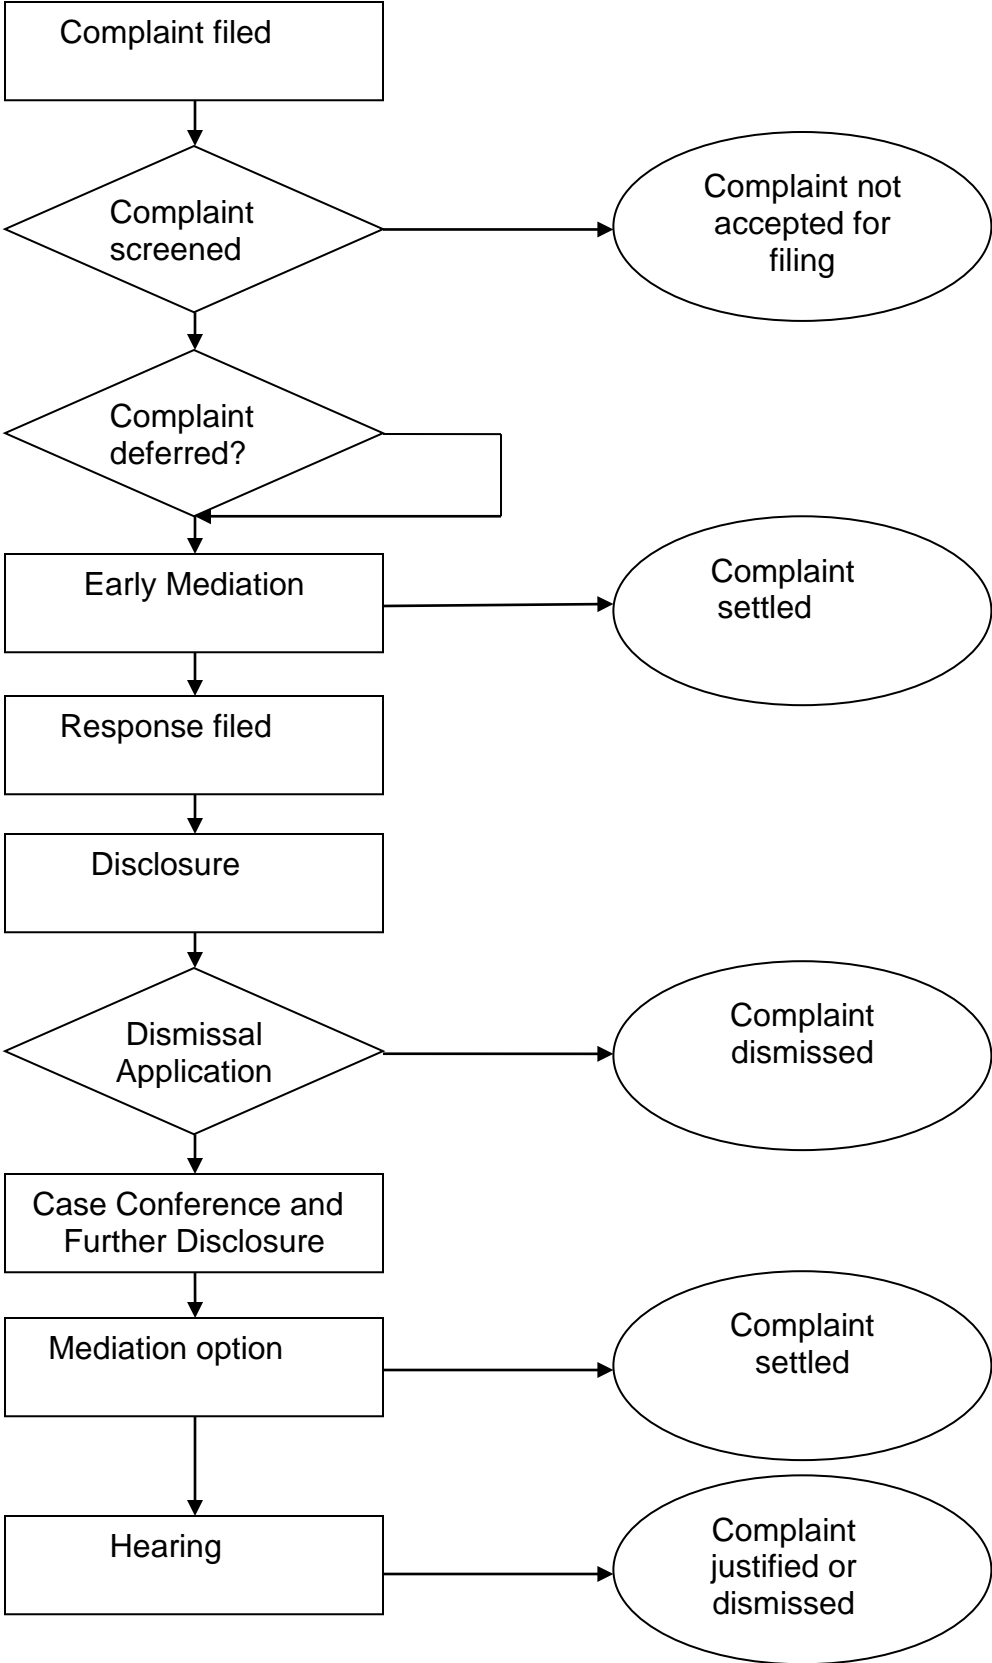 Complaint filed
Complaint
screened
Complaint not
accepted for
filing
Complaint
deferred?
Early Mediation
Complaint
settled
Response filed
Disclosure
Dismissal
Application
Complaint
dismissed
Case Conference and
Further Disclosure
Mediation option
Complaint
settled
Hearing
Complaint
justified or
dismissed